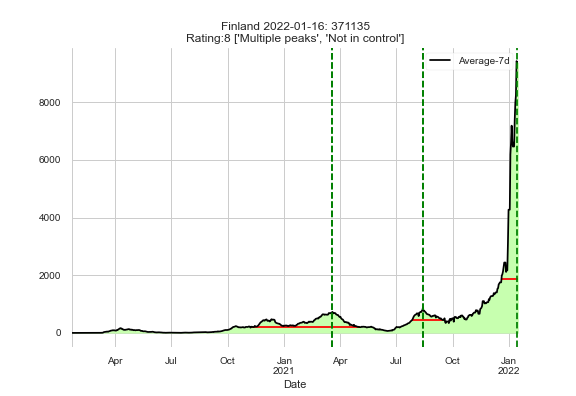 Finland 2022-01-16: 371135
Rating:8 ['Multiple peaks', 'Not in control']
Average-7d
8000
6000
4000
2000
0
Apr Jul Oct Jan Apr Jul Oct Jan
2021 2022
Date